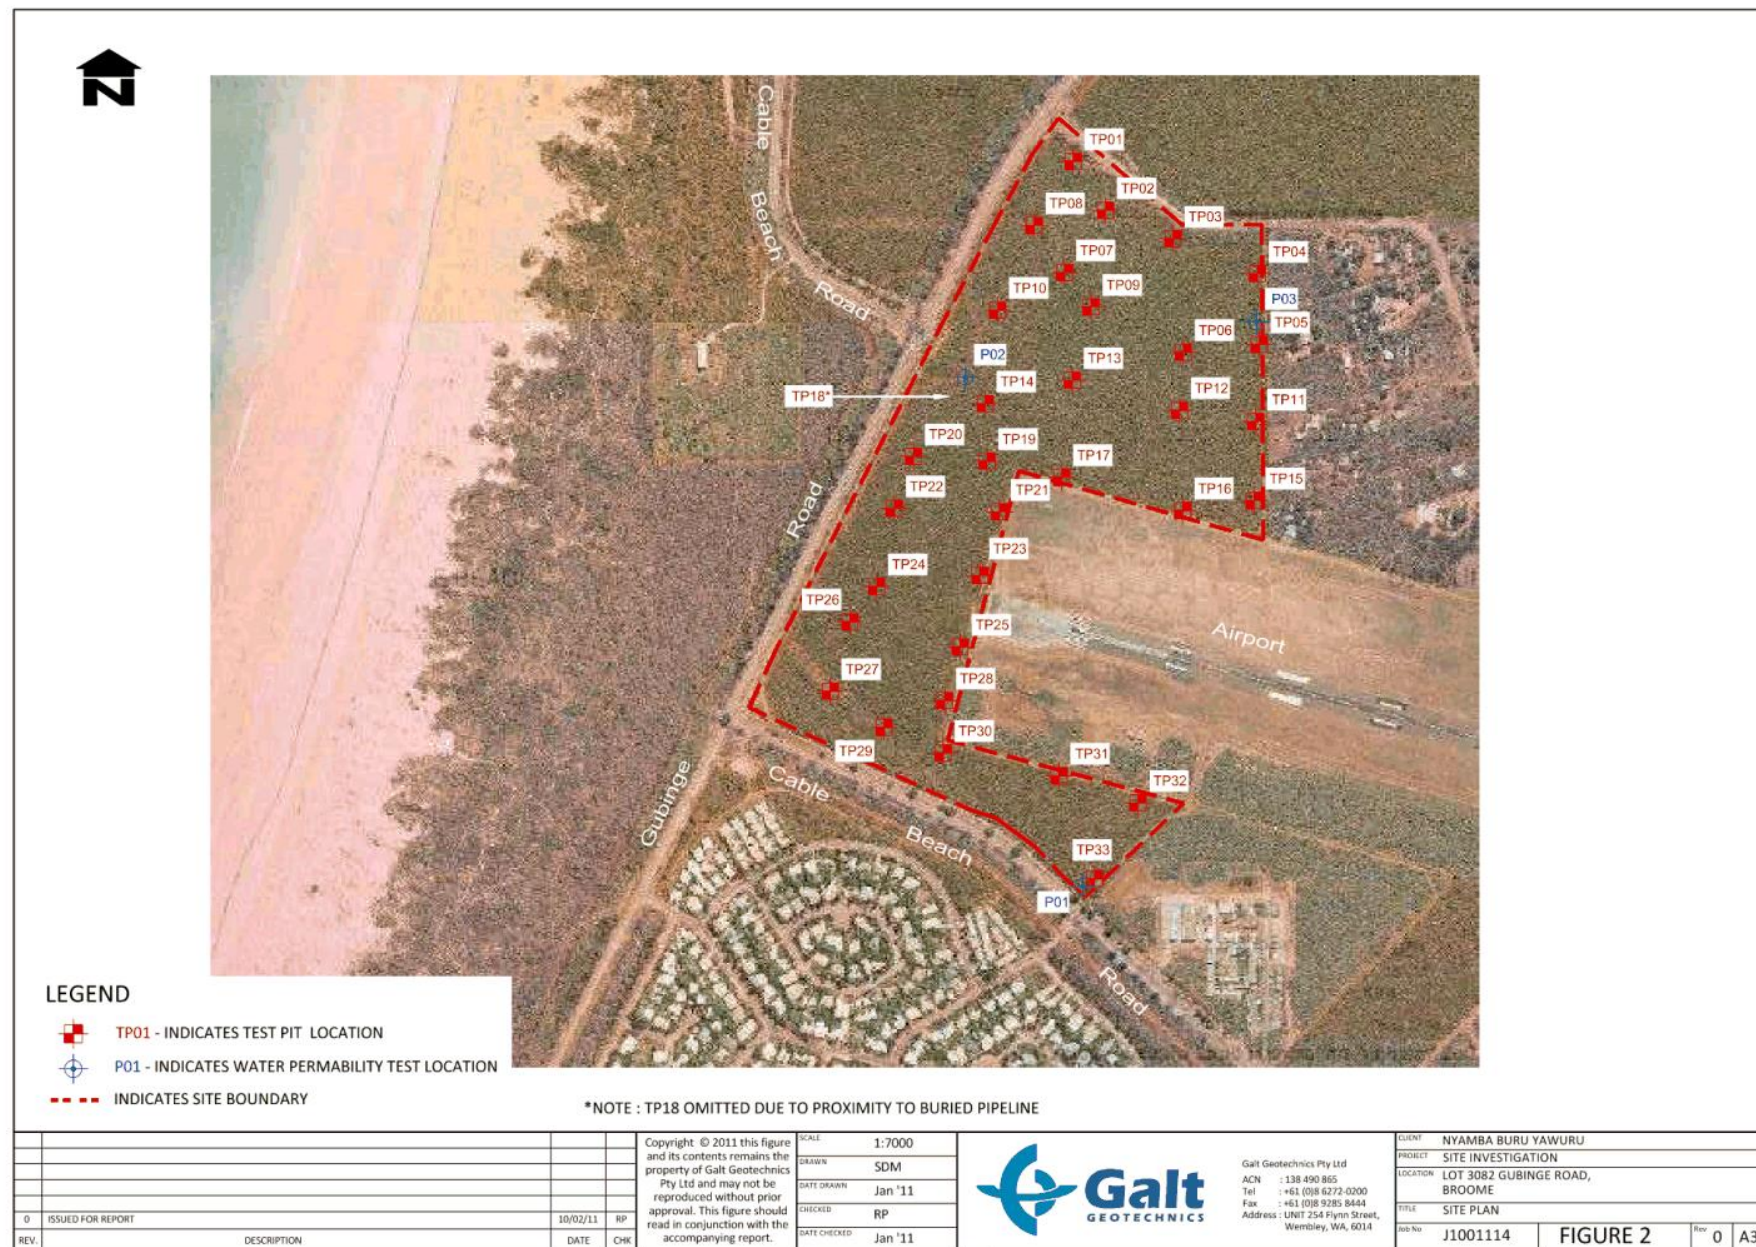 N
Cable
Beach
Road
TP01
TP02
TP08
TP03
TP07
TP04
TP10
TP09
P03
TP05
TP06
P02
TP13
TP14
TP18*
TP12
TP11
TP20
TP19
TP17
TP22
TP21
TP16
TP15
Road
TP23
TP24
TP26
TP25
Airport
TP27
TP28
TP30
TP29
TP31
TP32
Gubinge
Cable
Beach
TP33
P01
Road
LEGEND
TP01 - INDICATES TEST PIT LOCATION
P01 - INDICATES WATER PERMABILITY TEST LOCATION
INDICATES SITE BOUNDARY
*NOTE : TP18 OMITTED DUE TO PROXIMITY TO BURIED PIPELINE
0 ISSUED FOR REPORT 10/02/11 RP
REV. DESCRIPTION DATE CHK
Copyright © 2011 this figure
and its contents remains the
property of Galt Geotechnics
Pty Ltd and may not be
reproduced without prior
approval. This figure should
read in conjunction with the
accompanying report.
SCALE 1:7000
DRAWN SDM
DATE DRAWN Jan '11
CHECKED RP
DATE CHECKED Jan '11
Galt
GEOTECHNICS
Galt Geotechnics Pty Ltd
ACN : 138 490 865
Tel : +61 (0)8 6272-0200
Fax : +61 (0)8 9285 8444
Address : UNIT 254 Flynn Street,
Wembley, WA, 6014
CLIENT NYAMBA BURU YAWURU
PROJECT SITE INVESTIGATION
LOCATION LOT 3082 GUBINGE ROAD,
BROOME
TITLE SITE PLAN
Job No J1001114 FIGURE 2 Rev 0 A3